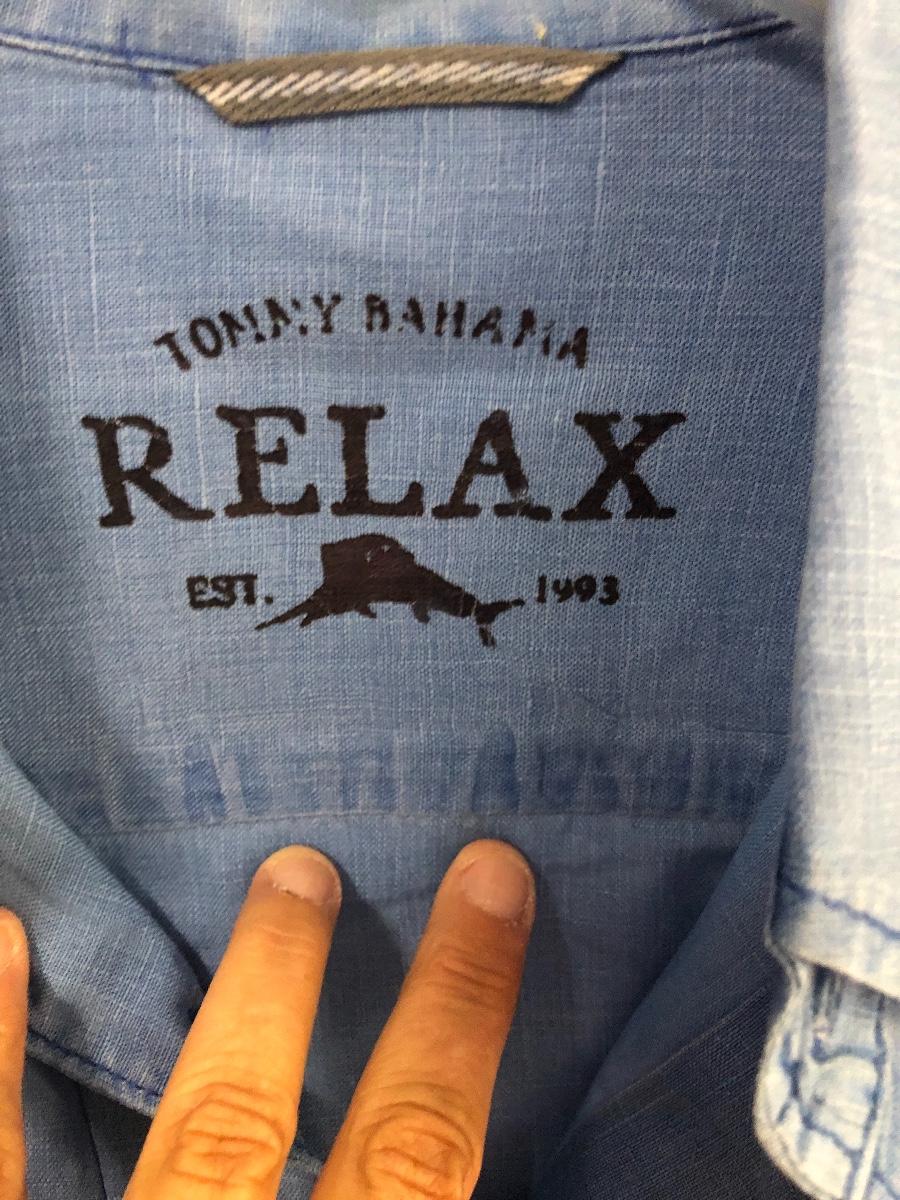 TOMMY BAHAMA
RELAX
EST. 1993